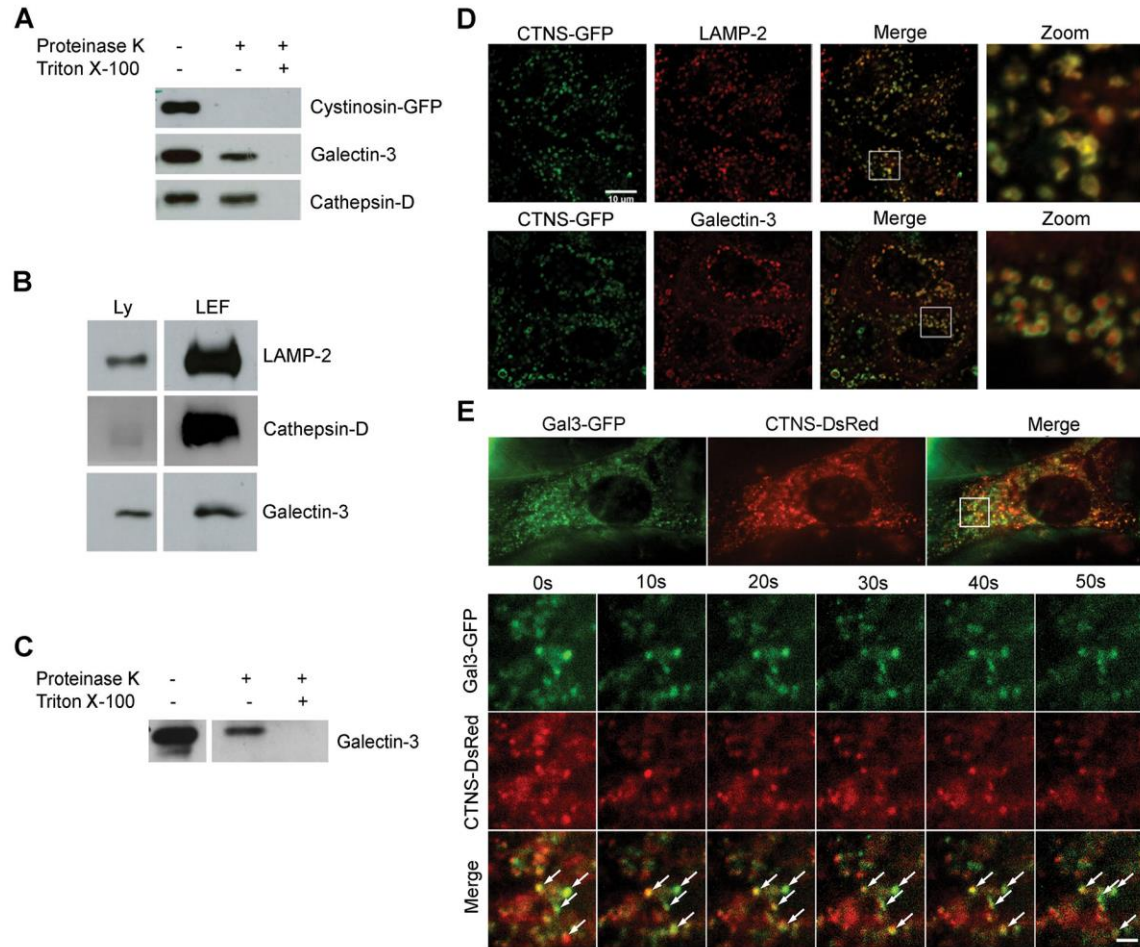 A
Proteinase K - + +
Triton X-100 - - +
Cystinosin-GFP
Galectin-3
Cathepsin-D
B
Ly LEF
LAMP-2
Cathepsin-D
Galectin-3
C
Proteinase K - + +
Triton X-100 - - +
Galectin-3
D
CTNS-GFP LAMP-2 Merge Zoom
10 µm
CTNS-GFP Galectin-3 Merge Zoom
E
Gal3-GFP CTNS-DsRed Merge
0s 10s 20s 30s 40s 50s
Gal3-GFP
CTNS-DsRed
Merge